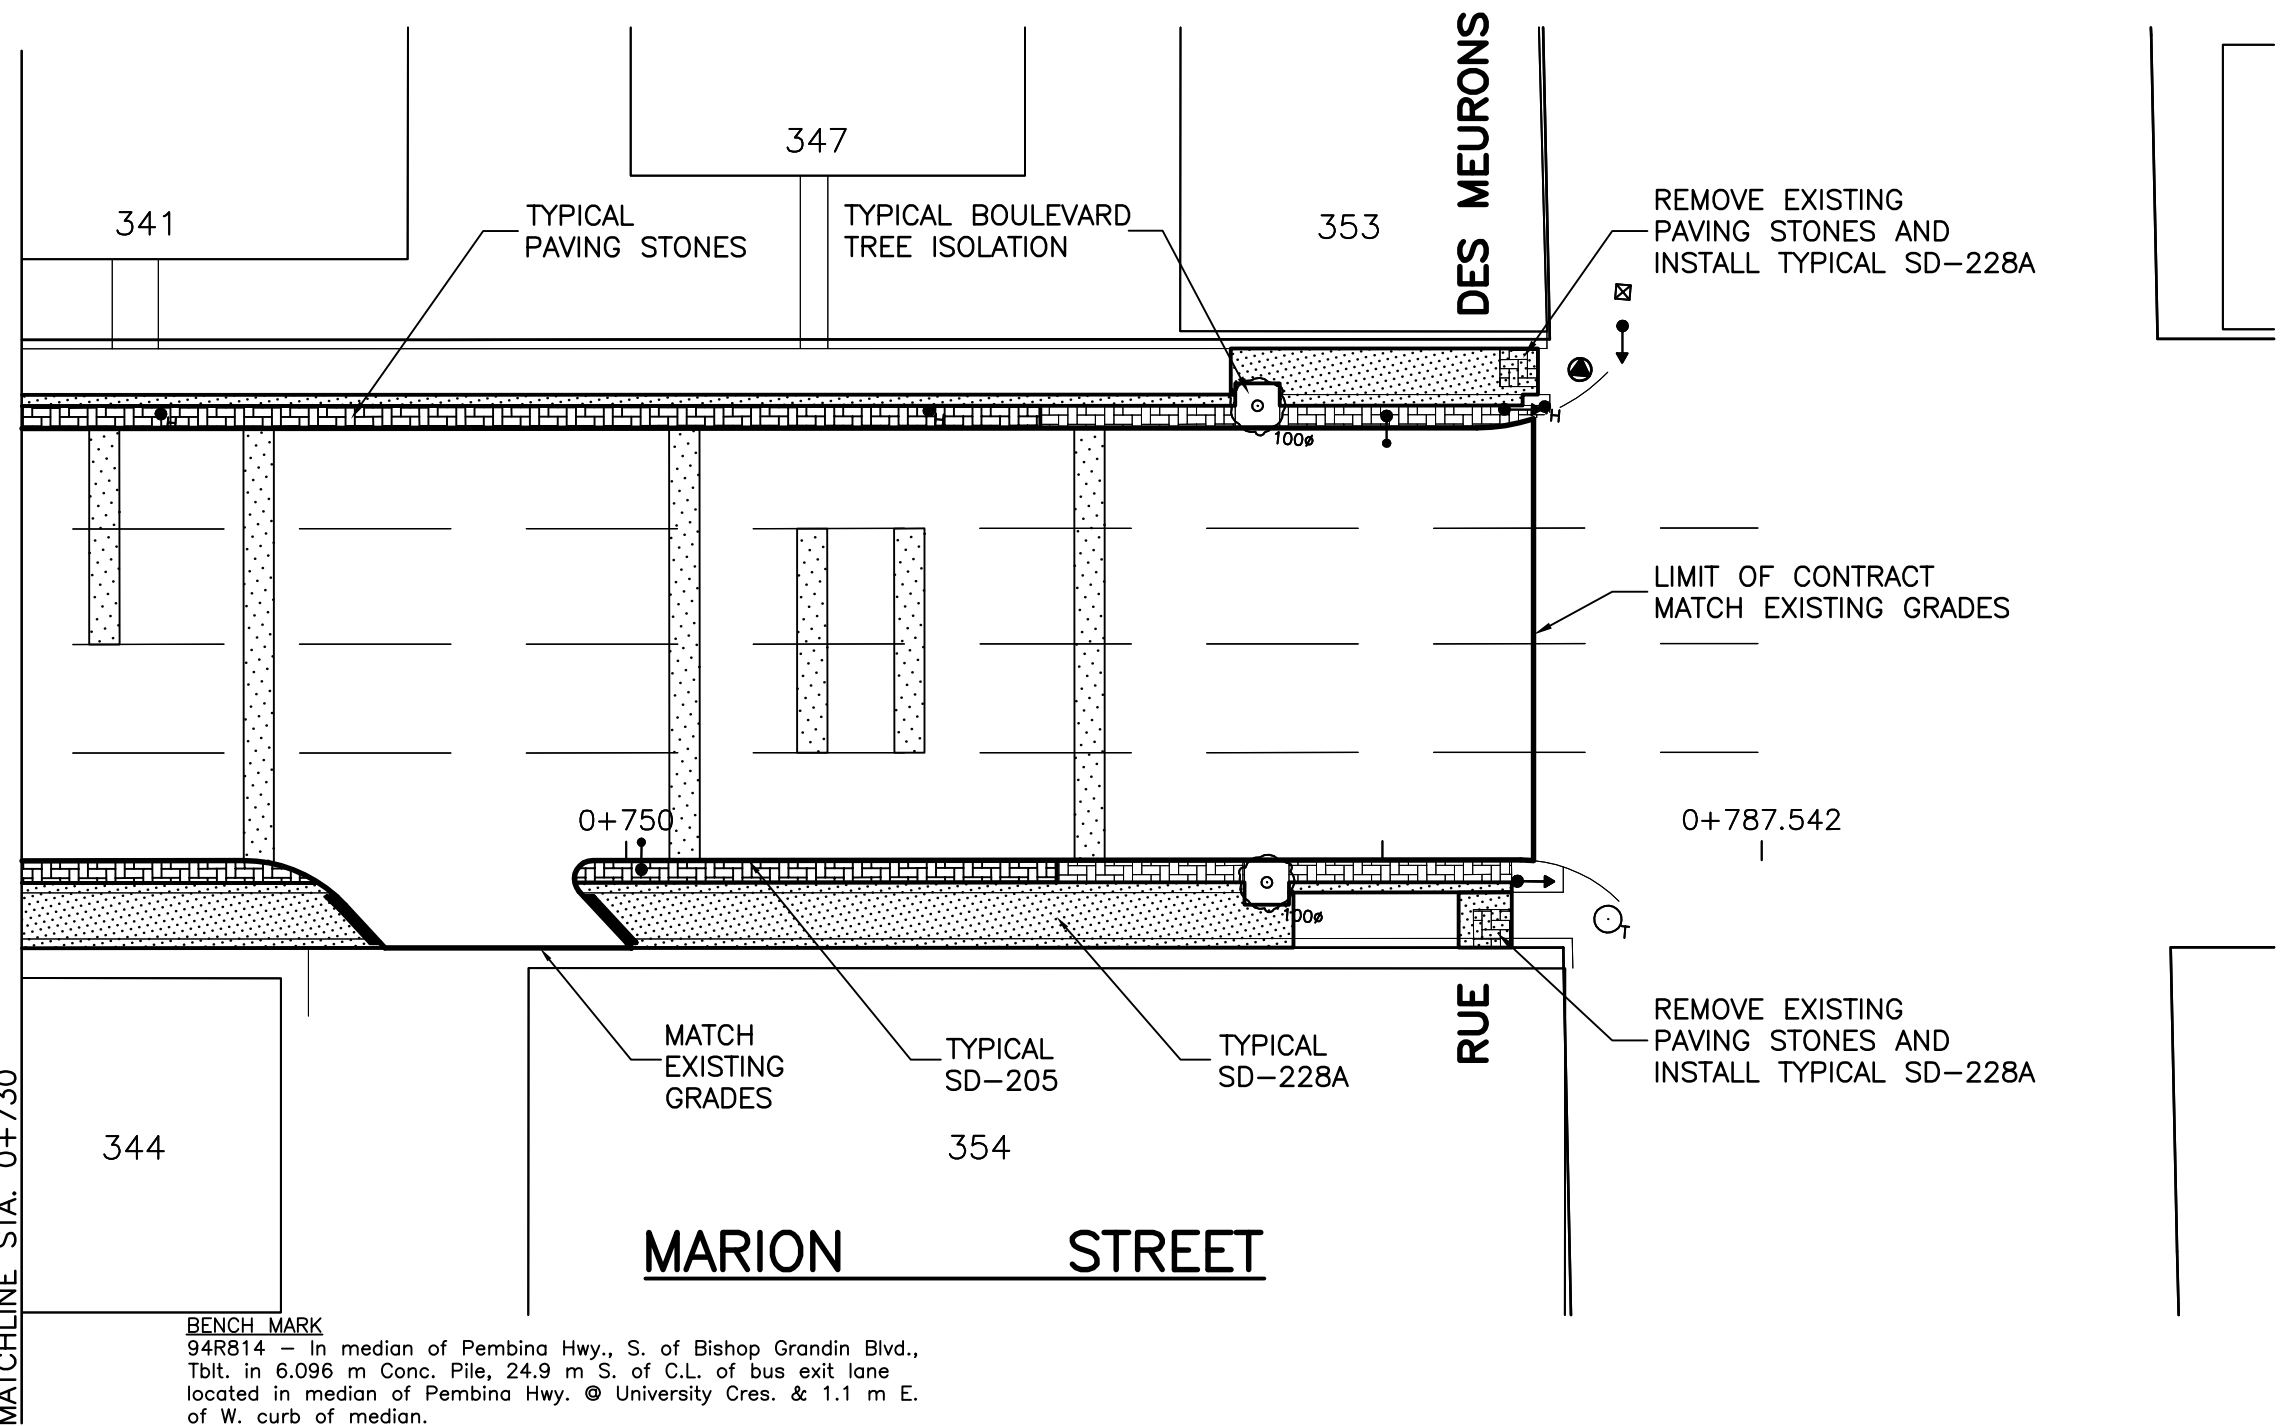 DES MEURONS
347
341
TYPICAL
PAVING STONES
TYPICAL BOULEVARD
TREE ISOLATION
353
REMOVE EXISTING
PAVING STONES AND
INSTALL TYPICAL SD-228A
H
H
H
100ø
LIMIT OF CONTRACT
MATCH EXISTING GRADES
0+750
0+787.542
100ø
T
RUE
MATCH
EXISTING
GRADES
TYPICAL
SD-205
TYPICAL
SD-228A
REMOVE EXISTING
PAVING STONES AND
INSTALL TYPICAL SD-228A
344
354
MATCHLINE STA. 0+730
MARION STREET
BENCH MARK
94R814 – In median of Pembina Hwy., S. of Bishop Grandin Blvd.,
Tblt. in 6.096 m Conc. Pile, 24.9 m S. of C.L. of bus exit lane
located in median of Pembina Hwy. @ University Cres. & 1.1 m E.
of W. curb of median.